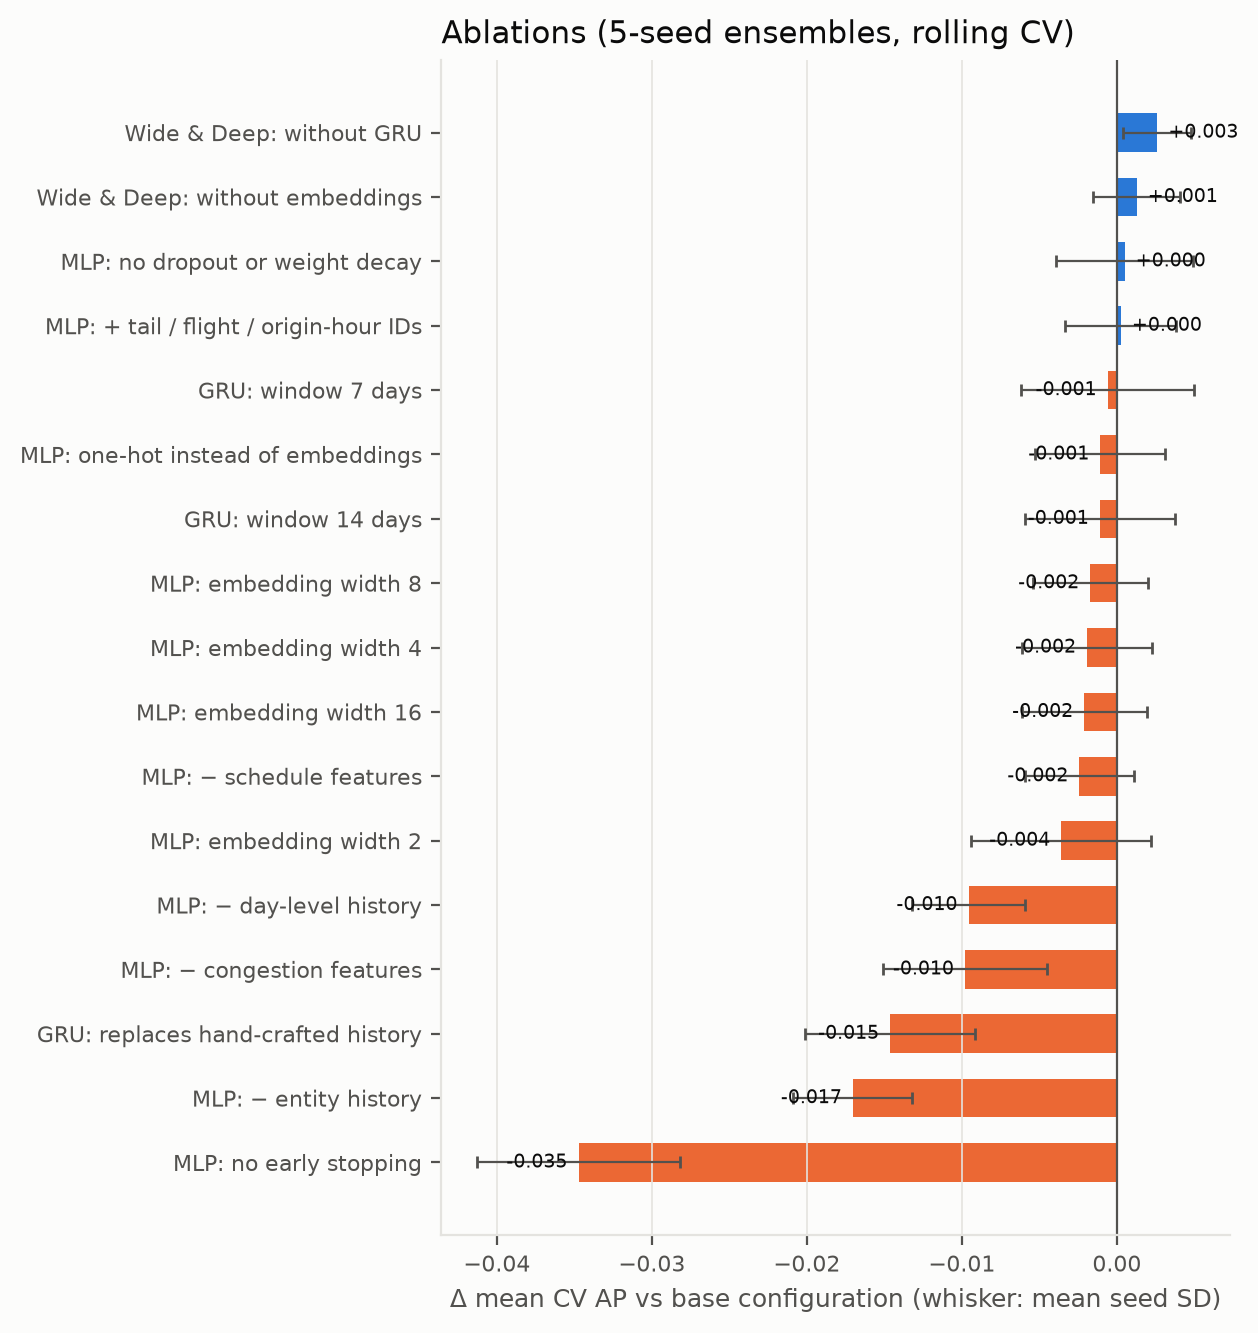 Ablations (5-seed ensembles, rolling CV)
Wide & Deep: without GRU +0.003
Wide & Deep: without embeddings +0.001
MLP: no dropout or weight decay +0.000
MLP: + tail / flight / origin-hour IDs +0.000
GRU: window 7 days -0.001
MLP: one-hot instead of embeddings -0.001
GRU: window 14 days -0.001
MLP: embedding width 8 -0.002
MLP: embedding width 4 -0.002
MLP: embedding width 16 -0.002
MLP: − schedule features -0.002
MLP: embedding width 2 -0.004
MLP: − day-level history -0.010
MLP: − congestion features -0.010
GRU: replaces hand-crafted history -0.015
MLP: − entity history -0.017
MLP: no early stopping -0.035
−0.04 −0.03 −0.02 −0.01 0.00
Δ mean CV AP vs base configuration (whisker: mean seed SD)